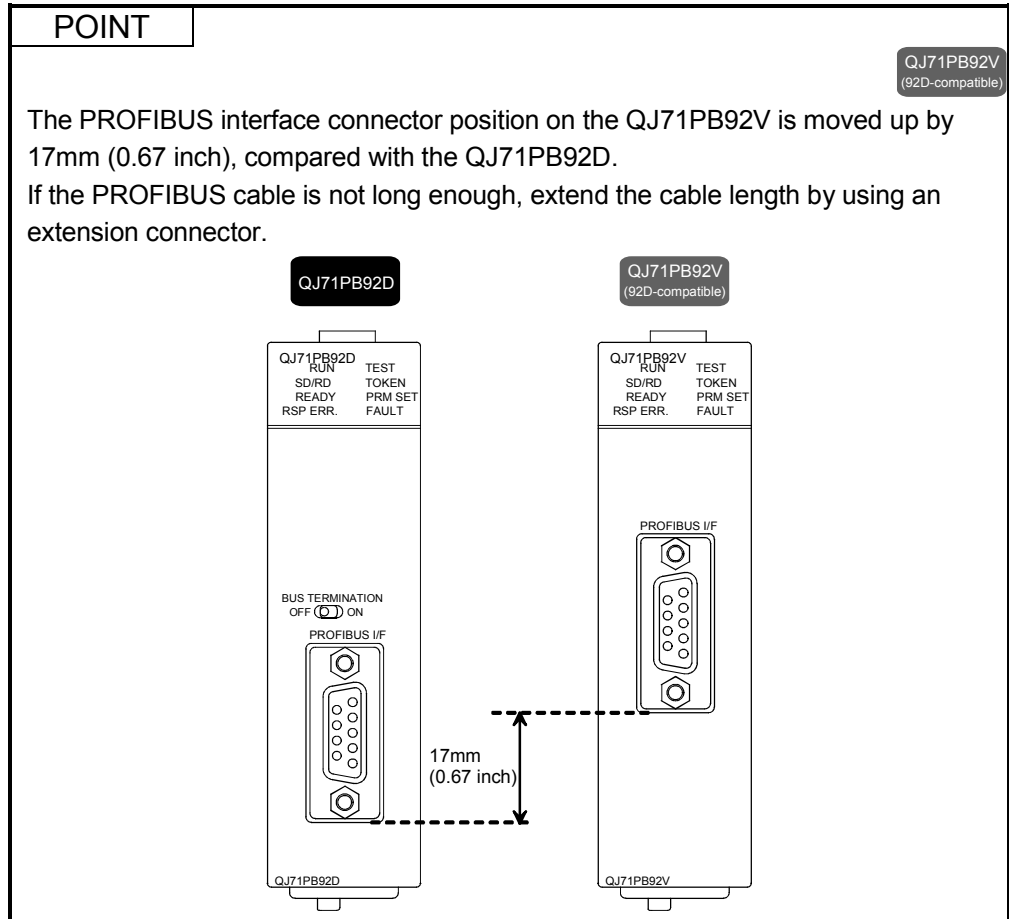 POINT
QJ71PB92V
(92D-compatible)
The PROFIBUS interface connector position on the QJ71PB92V is moved up by
17mm (0.67 inch), compared with the QJ71PB92D.
If the PROFIBUS cable is not long enough, extend the cable length by using an
extension connector.
QJ71PB92D
QJ71PB92V
(92D-compatible)
QJ71PB92D
RUN TEST
SD/RD TOKEN
READY PRM SET
RSP ERR. FAULT
BUS TERMINATION
OFF ON
PROFIBUS I/F
QJ71PB92D
17mm
(0.67 inch)
QJ71PB92V
RUN TEST
SD/RD TOKEN
READY PRM SET
RSP ERR. FAULT
PROFIBUS I/F
QJ71PB92V